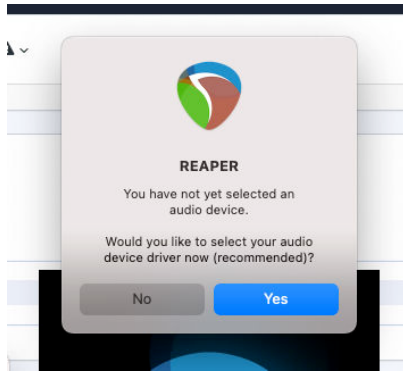 REAPER
You have not yet selected an
audio device.
Would you like to select your audio
device driver now (recommended)?
No
Yes